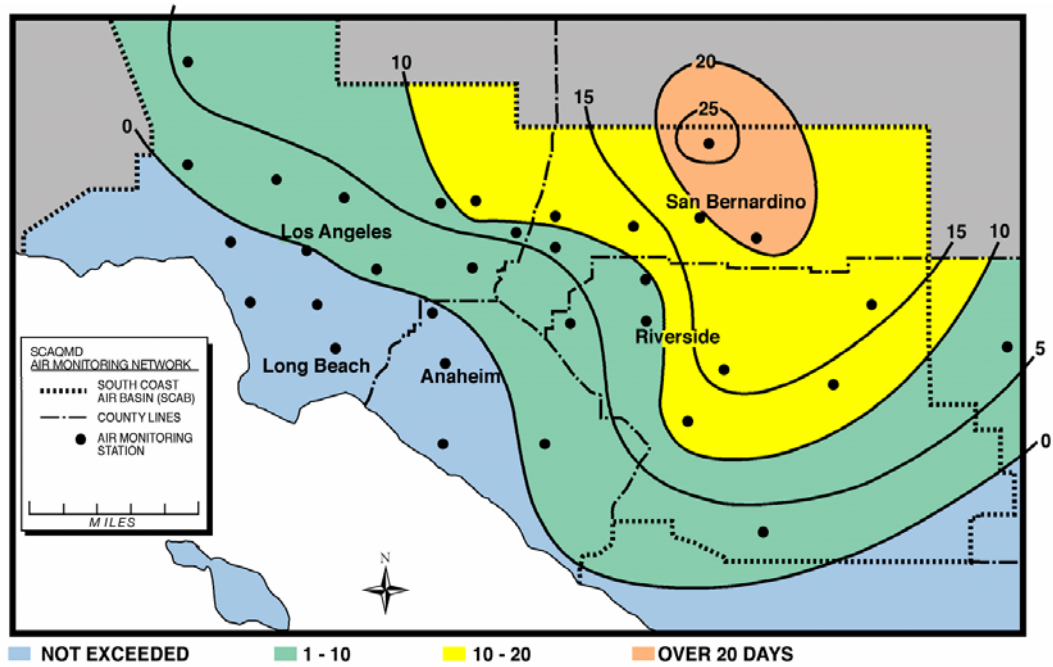 20
10
25
15
0
San Bernardino
Los Angeles
15
10
Riverside
5
SCAQMD
AIR MONITORING NETWORK
SOUTH COAST
AIR BASIN (SCAB)
COUNTY LINES
AIR MONITORING
STATION
MILES
Long Beach
Anaheim
0
N
NOT EXCEEDED
1 - 10
10 - 20
OVER 20 DAYS